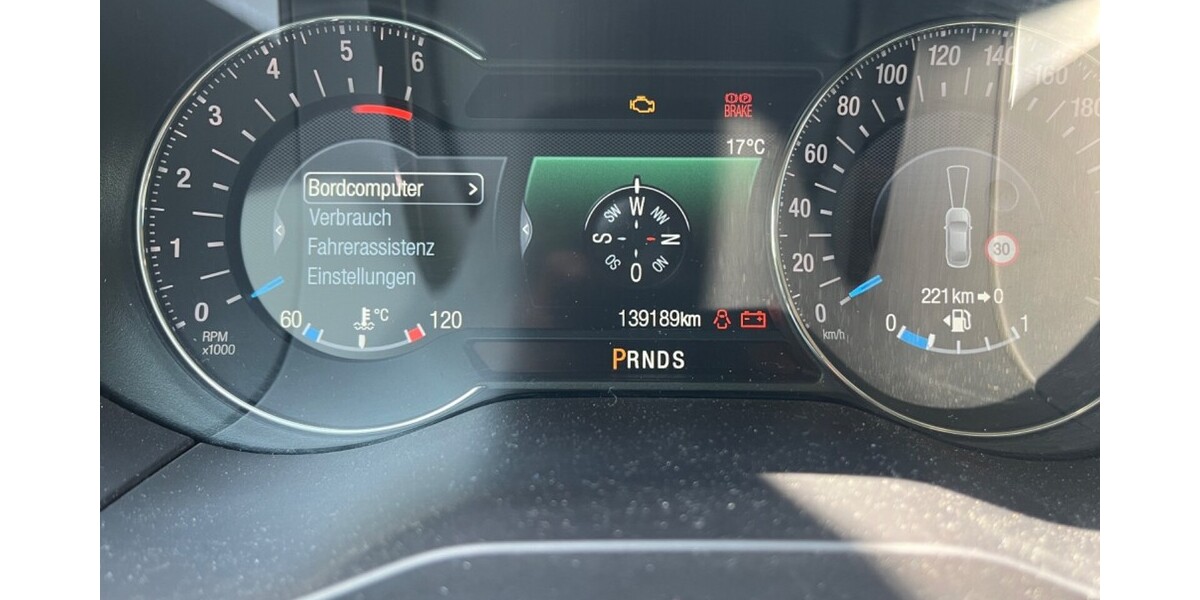 0 1 2 3 4 5 6
RPM
x1000
Bordcomputer >
Verbrauch
Fahrerassistenz
Einstellungen
60 °C 120
BRAKE
17°C
W
SW NW
S N
SO NO
O
139189km
PRNDS
0 20 40 60 80 100 120 140 160 180
km/h
30
221 km ➡ 0
0 1